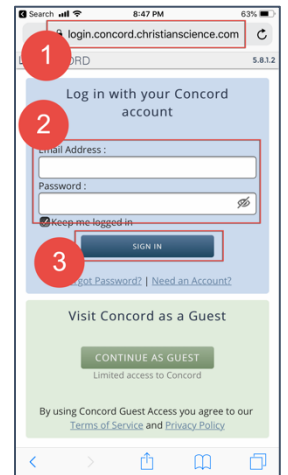 Search 8:47 PM 63%
login.concord.christianscience.com
1
ORD 5.8.1.2
Log in with your Concord
account
2
Email Address :
Password :
Keep me logged in
SIGN IN
3
got Password? | Need an Account?
Visit Concord as a Guest
CONTINUE AS GUEST
Limited access to Concord
By using Concord Guest Access you agree to our
Terms of Service and Privacy Policy